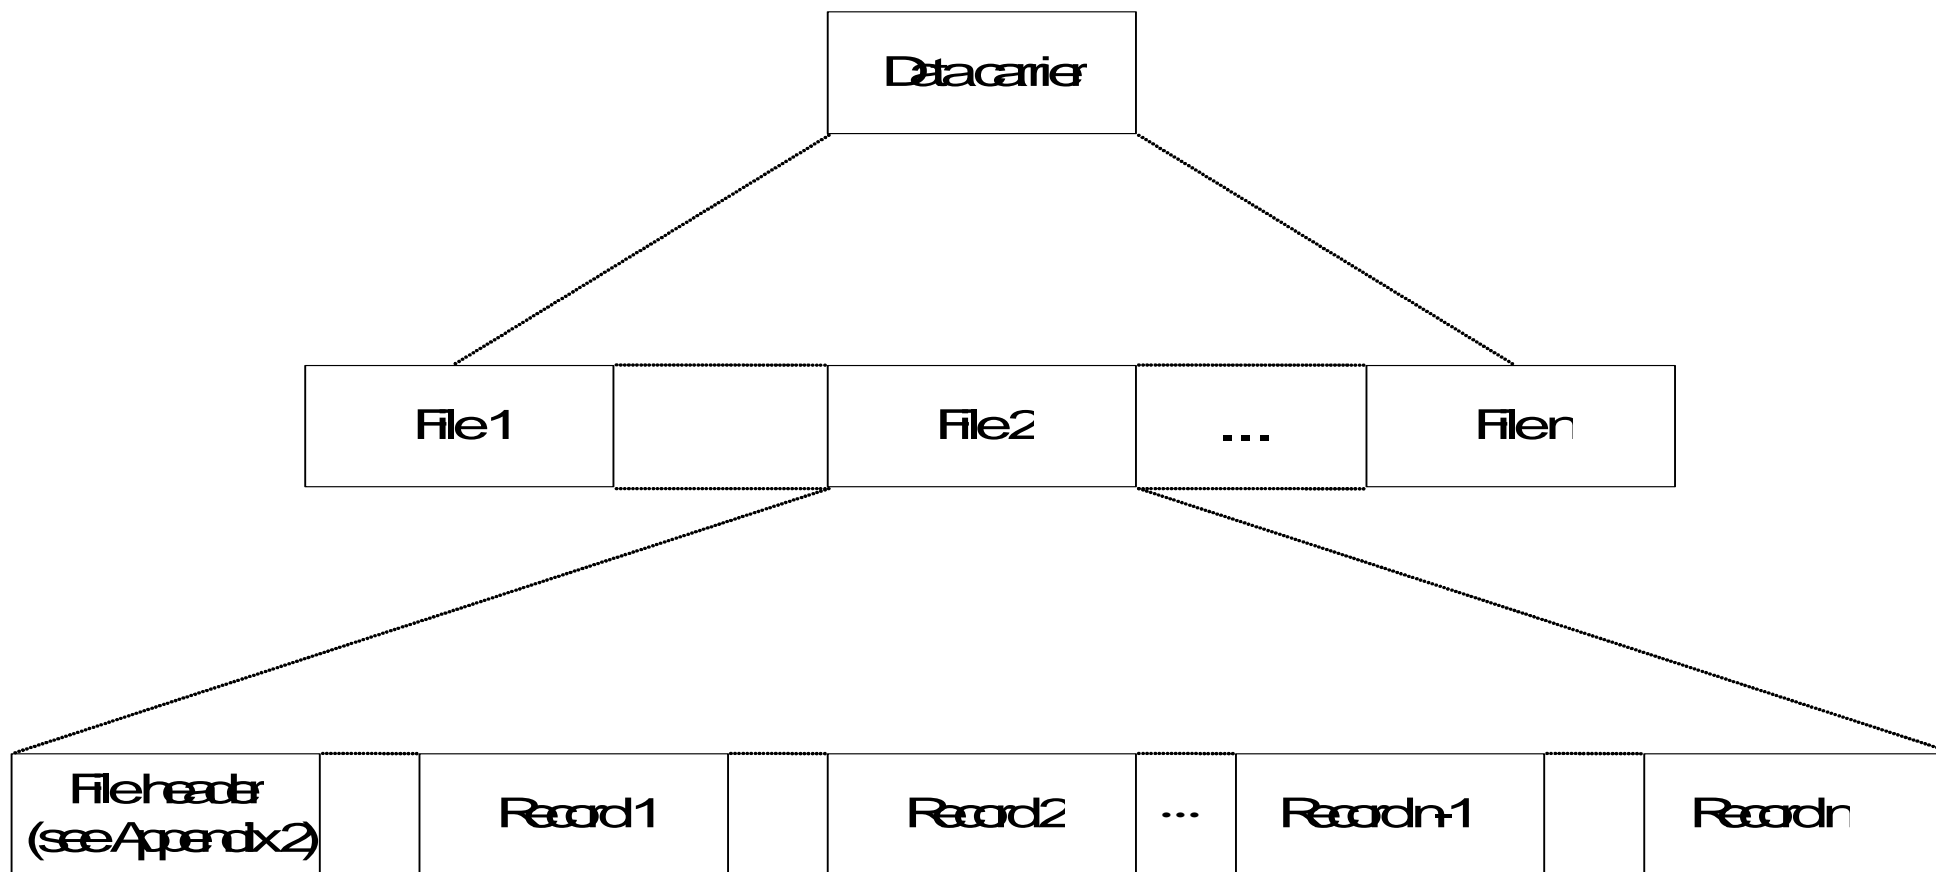 Data carrier
File 1
File 2
...
File n
File header
(see Appendix 2)
Record 1
Record 2
...
Record n-1
Record n